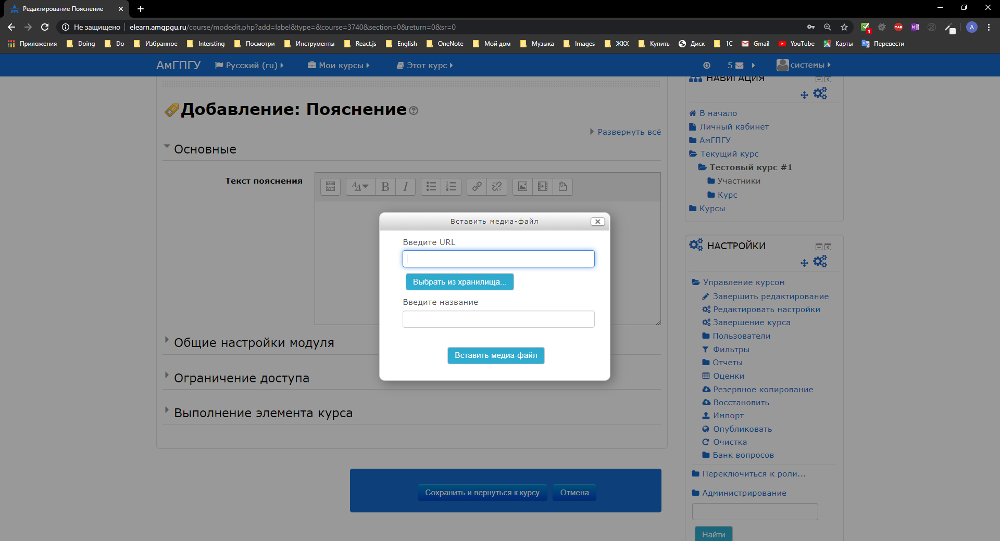 Редактирование Пояснение
Не защищено
elearn.amgpgu.ru/course/modedit.php?add=label&type=&course=3740&section=0&return=0&sr=0
YAB
N
1
A
Приложения Doing Do Избранное Intersting Посмотри Инструменты React.js English OneNote Мой дом Музыка Images ЖКХ Купить Диск 1С Gmail YouTube Карты Перевести
АмГПГУ Русский (ru) Мои курсы Этот курс 5 системы
Добавление: Пояснение
Развернуть всё
Основные
Текст пояснения
Вставить медиа-файл
Введите URL
Выбрать из хранилища...
Введите название
Вставить медиа-файл
Общие настройки модуля
Ограничение доступа
Выполнение элемента курса
Сохранить и вернуться к курсу Отмена
НАВИГАЦИЯ
В начало
Личный кабинет
АмГПГУ
Текущий курс
Тестовый курс #1
Участники
Курс
Курсы
НАСТРОЙКИ
Управление курсом
Завершить редактирование
Редактировать настройки
Завершение курса
Пользователи
Фильтры
Отчеты
Оценки
Резервное копирование
Восстановить
Импорт
Опубликовать
Очистка
Банк вопросов
Переключиться к роли...
Администрирование
Найти